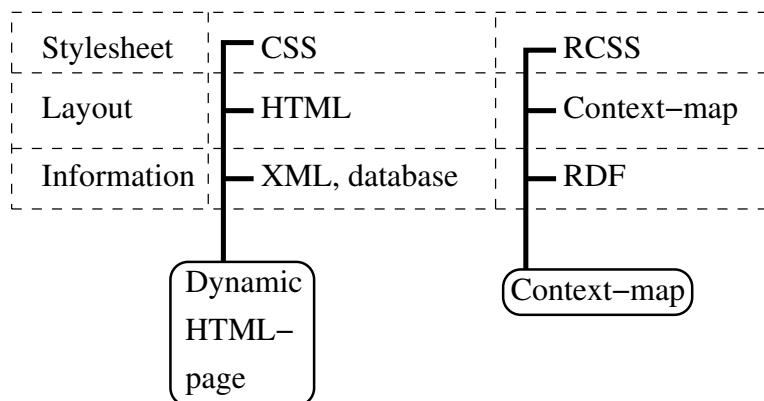 Stylesheet CSS RCSS
Layout HTML Context-map
Information XML, database RDF
Dynamic
HTML-
page
Context-map